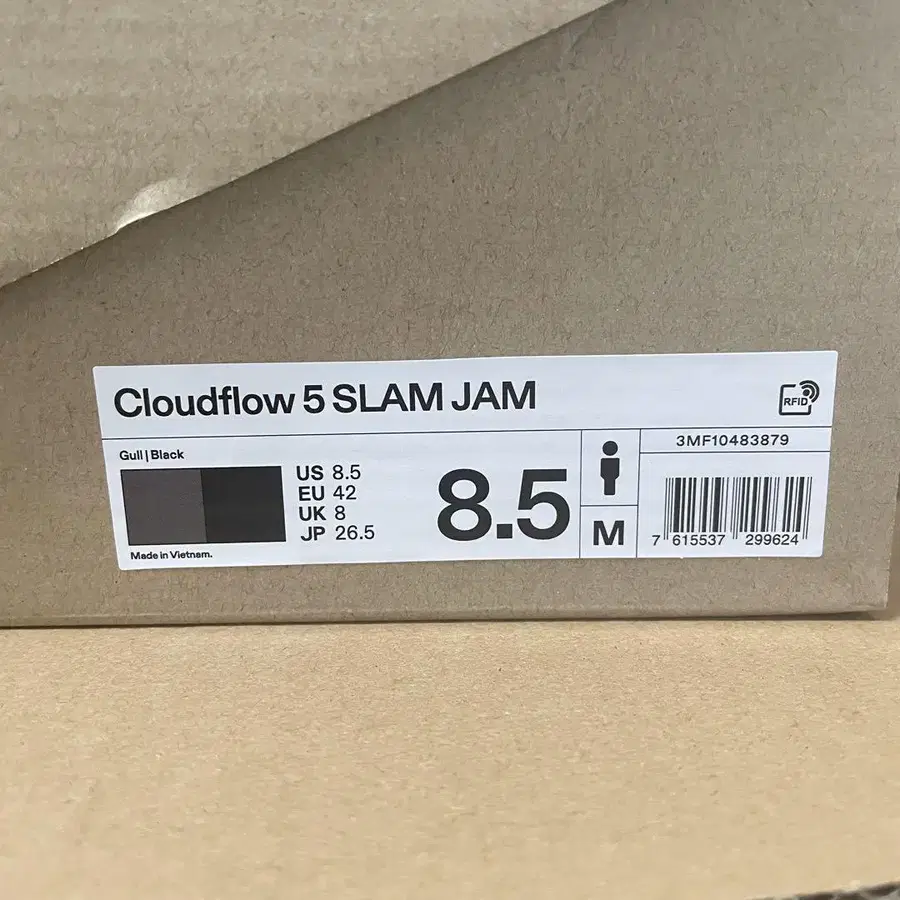 Cloudflow 5 SLAM JAM
RFID
Gull | Black
US 8.5
EU 42
UK 8
JP 26.5
Made in Vietnam.
8.5
M
3MF10483879
7 615537 299624